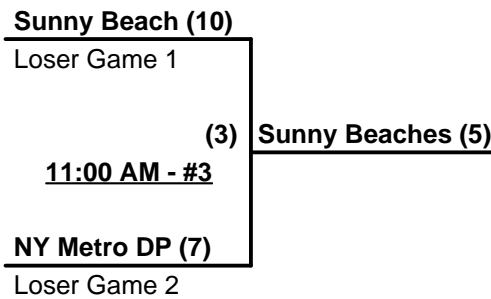 Sunny Beach (10)
Loser Game 1
(3) Sunny Beaches (5)
11:00 AM - #3
NY Metro DP (7)
Loser Game 2